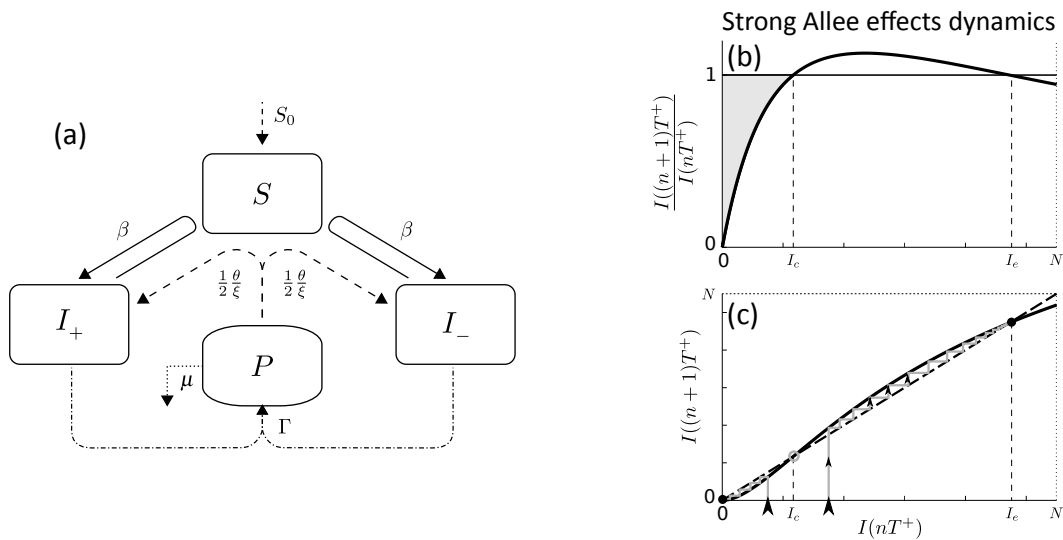 Strong Allee effects dynamics
(a)
S_0
S
β
β
1/2 θ/ξ
1/2 θ/ξ
I_+
I_−
P
μ
Γ
(b)
I((n + 1)T^+)/I(nT^+)
1
0
0
I_c
I_e
N
(c)
I((n + 1)T^+)
N
0
0
I_c
I(nT^+)
I_e
N